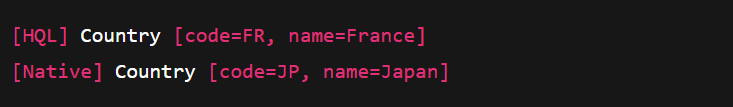 [HQL] Country [code=FR, name=France]
[Native] Country [code=JP, name=Japan]